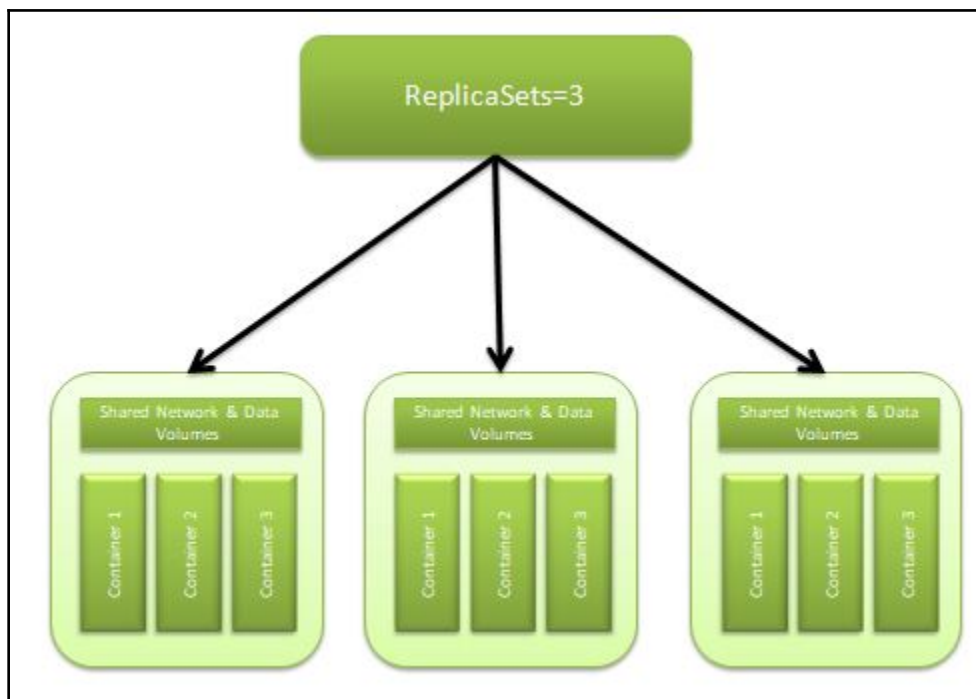 ReplicaSets=3
Shared Network & Data
Volumes
Container 1
Container 2
Container 3
Shared Network & Data
Volumes
Container 1
Container 2
Container 3
Shared Network & Data
Volumes
Container 1
Container 2
Container 3